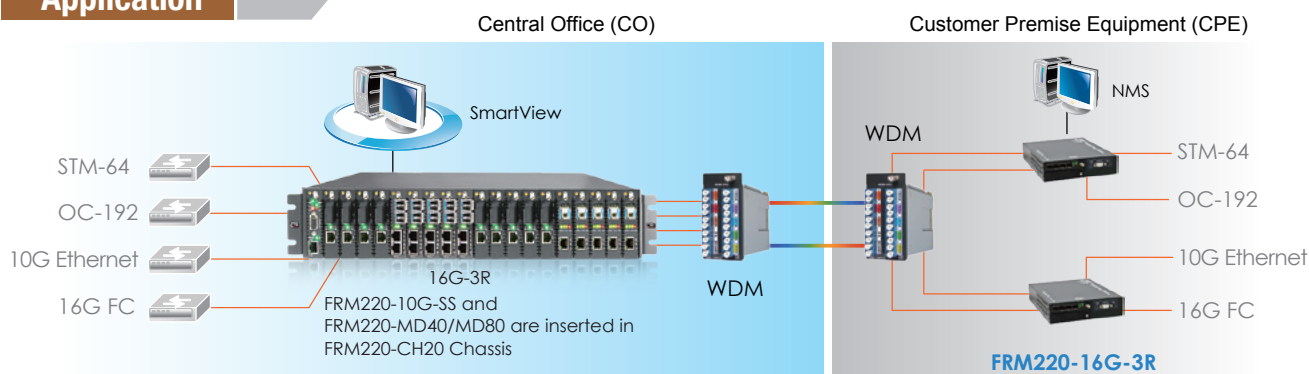 Application
Central Office (CO)
Customer Premise Equipment (CPE)
SmartView
NMS
WDM
STM-64
OC-192
10G Ethernet
16G FC
16G-3R
FRM220-10G-SS and
FRM220-MD40/MD80 are inserted in
FRM220-CH20 Chassis
WDM
STM-64
OC-192
10G Ethernet
16G FC
FRM220-16G-3R